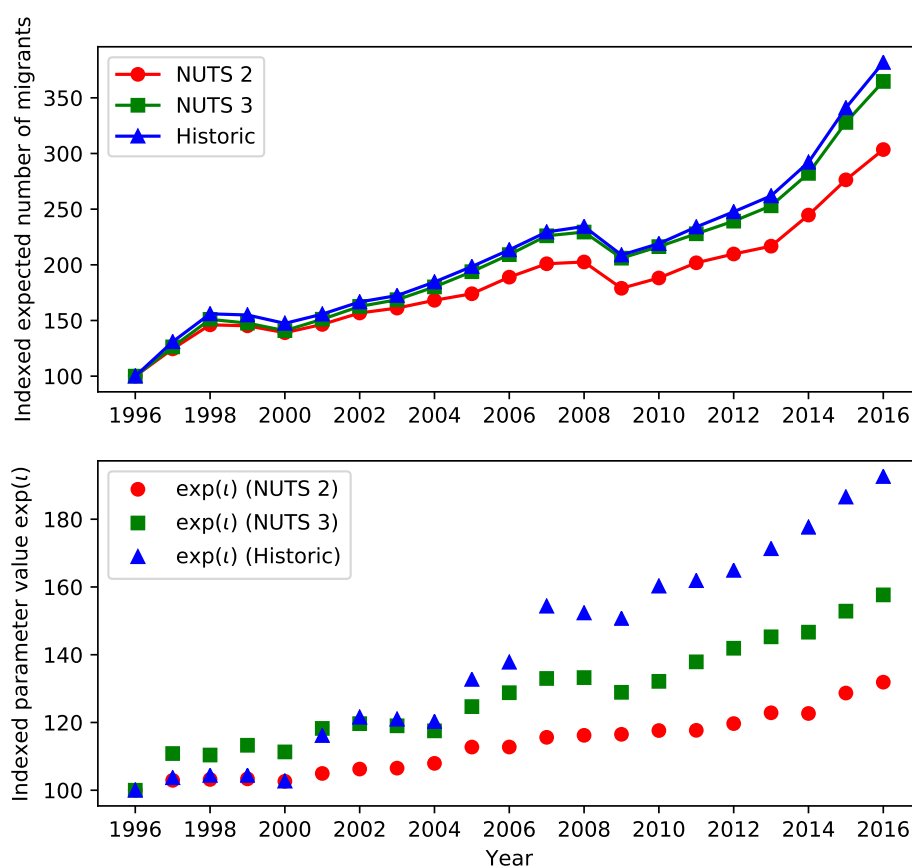 Indexed expected number of migrants
350
300
250
200
150
100
NUTS 2
NUTS 3
Historic
1996 1998 2000 2002 2004 2006 2008 2010 2012 2014 2016
Indexed parameter value exp(ι)
180
160
140
120
100
exp(ι) (NUTS 2)
exp(ι) (NUTS 3)
exp(ι) (Historic)
1996 1998 2000 2002 2004 2006 2008 2010 2012 2014 2016
Year